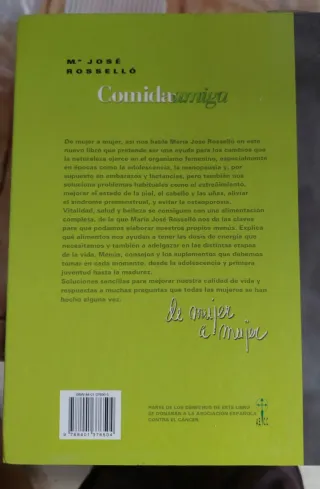 Mª JOSÉ
ROSSELLÓ
Comida amiga
De mujer a mujer, así nos habla María José Rosselló en este
nuevo libro que pretende ser una ayuda para los cambios que
la naturaleza ejerce en el organismo femenino, especialmente
en épocas como la adolescencia, la menopausia y, por
supuesto en embarazos y lactancias, pero también nos
soluciona problemas habituales como el estreñimiento,
mejorar el estado de la piel, el cabello y las uñas, aliviar
el síndrome premenstrual, y evitar la osteoporosis.
Vitalidad, salud y belleza se consiguen con una alimentación
completa, de la que María José Rosselló nos da las claves
para que podamos elaborar nuestros propios menús. Explica
qué alimentos nos ayudan a tener las dosis de energía que
necesitamos y también a adelgazar en las distintas etapas
de la vida. Menús, consejos y los suplementos que debemos
tomar en cada momento, desde la adolescencia y primera
juventud hasta la madurez.
Soluciones sencillas para mejorar nuestra calidad de vida y
respuestas a muchas preguntas que todas las mujeres se han
hecho alguna vez.
de mujer
a mujer
PARTE DE LOS DERECHOS DE ESTE LIBRO
SE DONARÁN A LA ASOCIACIÓN ESPAÑOLA
CONTRA EL CÁNCER.